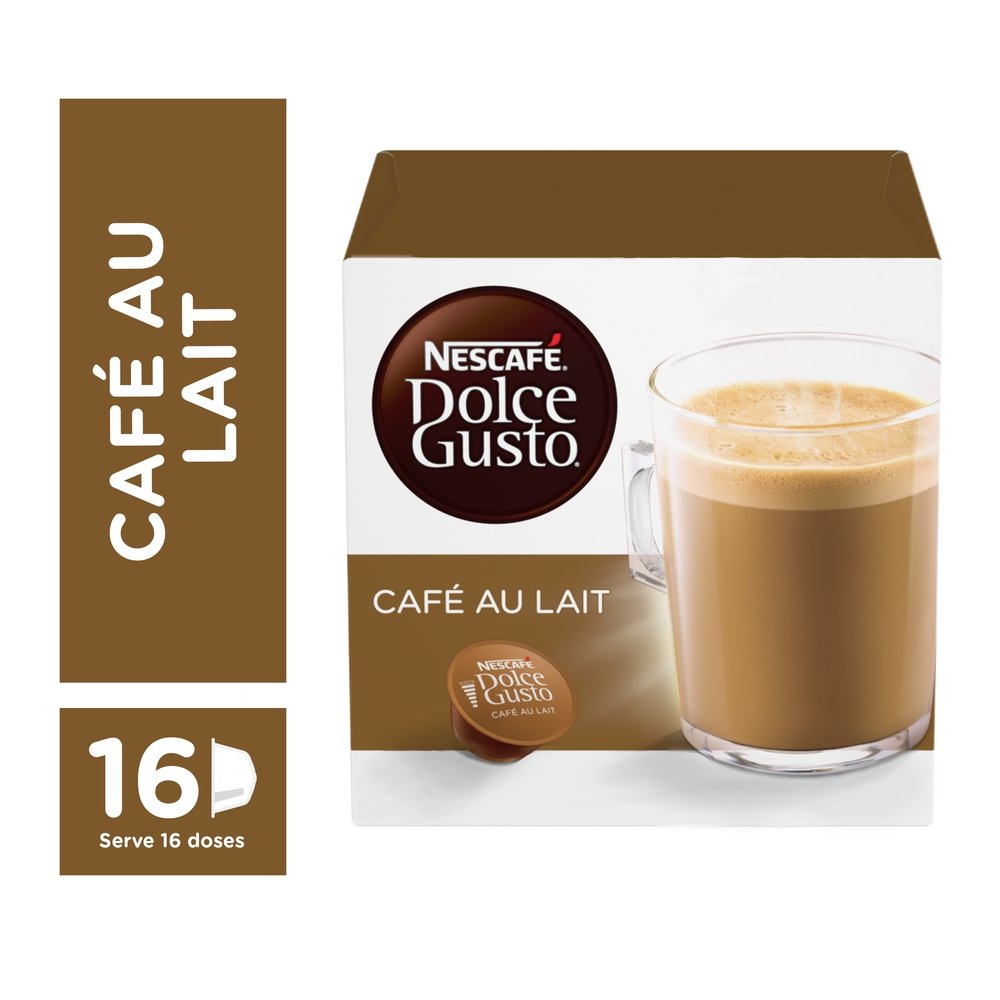 CAFÉ AU
LAIT
16
Serve 16 doses
NESCAFÉ®
Dolce
Gusto®
CAFÉ AU LAIT
NESCAFÉ
Dolce
Gusto
CAFÉ AU LAIT